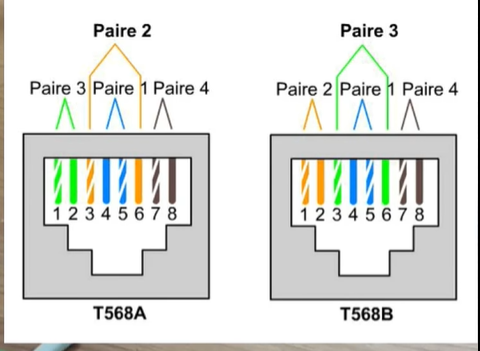 Paire 2
Paire 3 Paire 1 Paire 4
1 2 3 4 5 6 7 8
T568A
Paire 3
Paire 2 Paire 1 Paire 4
1 2 3 4 5 6 7 8
T568B